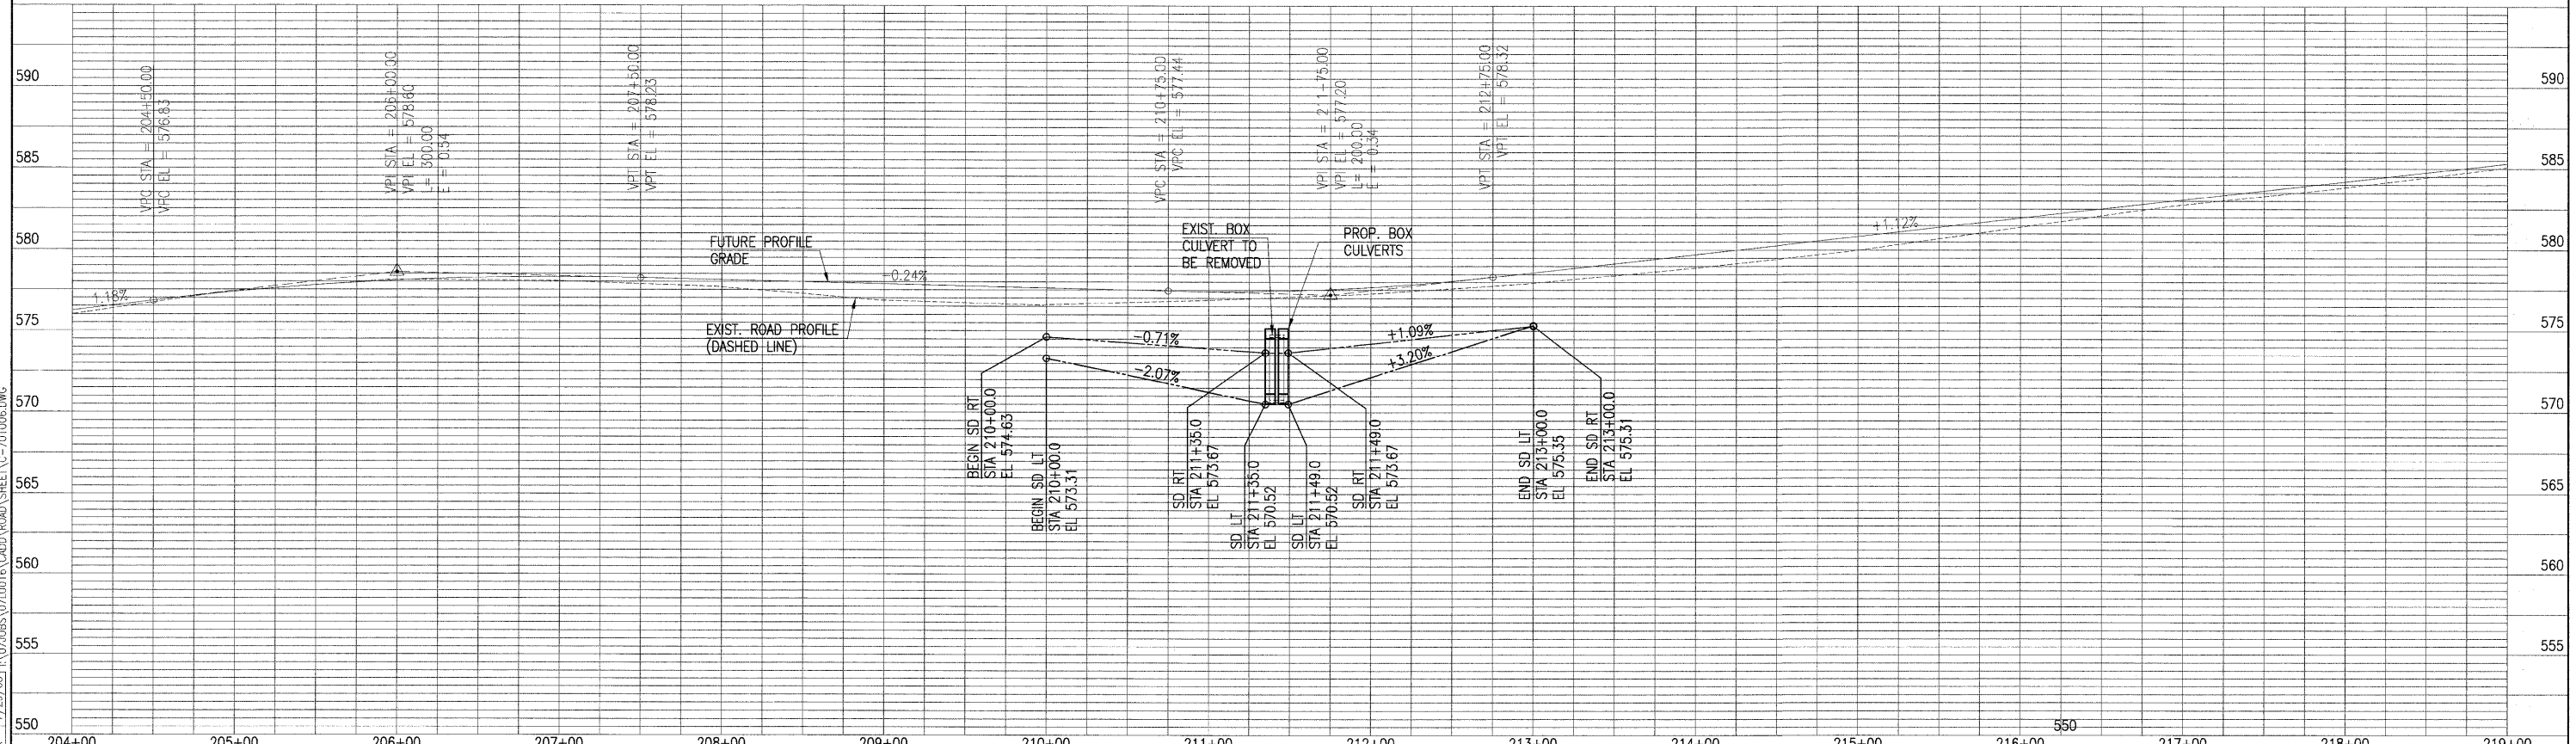 590
585
580
575
570
565
560
555
550
VPC STA = 204+50.00
VPC EL = 576.83
VPI STA = 206+00.00
VPI EL = 578.60
L= 300.00
E = 0.54
VPT STA = 207+50.00
VPT EL = 578.23
VPC STA = 210+75.00
VPC EL = 577.44
VPI STA = 211+75.00
VPI EL = 577.20
L= 200.00
E = 0.34
VPT STA = 212+75.00
VPT EL = 578.32
590
585
580
575
570
565
560
555
550
1.18%
FUTURE PROFILE
GRADE
-0.24%
EXIST. BOX
CULVERT TO
BE REMOVED
PROP. BOX
CULVERTS
+1.12%
EXIST. ROAD PROFILE
(DASHED LINE)
-0.71%
-2.07%
+1.09%
+3.20%
BEGIN SD RT
STA 210+00.0
EL 574.63
BEGIN SD LT
STA 210+00.0
EL 573.31
SD RT
STA 211+35.0
EL 573.67
SD LT
STA 211+35.0
EL 570.52
SD LT
STA 211+49.0
EL 570.52
SD RT
STA 211+49.0
EL 573.67
END SD LT
STA 213+00.0
EL 575.35
END SD RT
STA 213+00.0
EL 575.31
204+00
205+00
206+00
207+00
208+00
209+00
210+00
211+00
212+00
213+00
214+00
215+00
216+00
217+00
218+00
219+00